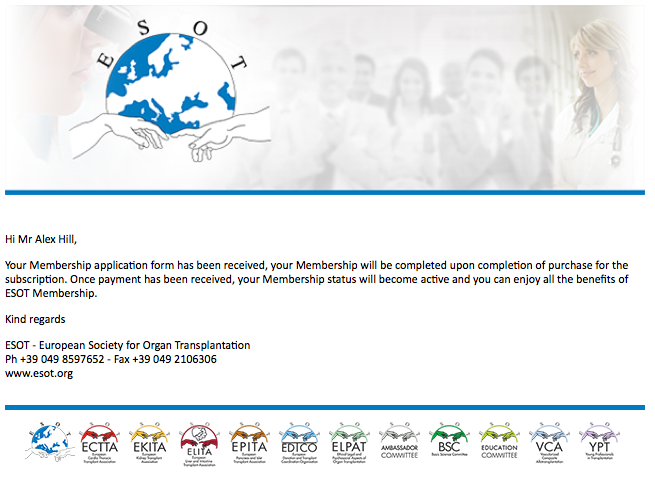 E S O T
Hi Mr Alex Hill,
Your Membership application form has been received, your Membership will be completed upon completion of purchase for the
subscription. Once payment has been received, your Membership status will become active and you can enjoy all the benefits of
ESOT Membership.
Kind regards
ESOT - European Society for Organ Transplantation
Ph +39 049 8597652 - Fax +39 049 2106306
www.esot.org
ECTTA
European
Cardio Thoracic
Transplant Association
EKITA
European
Kidney Transplant
Association
ELITA
European
Liver and Intestine
Transplant Association
EPITA
European
Pancreas and Islet
Transplant Association
EDTCO
European
Donation and Transplant
Coordination Organisation
ELPAT
Ethical Legal and
Psychosocial Aspects of
Organ Transplantation
AMBASSADOR
COMMITTEE
BSC
Basic Science Committee
EDUCATION
COMMITTEE
VCA
Vascularized
Composite
Allotransplantation
YPT
Young Professionals
in Transplantation